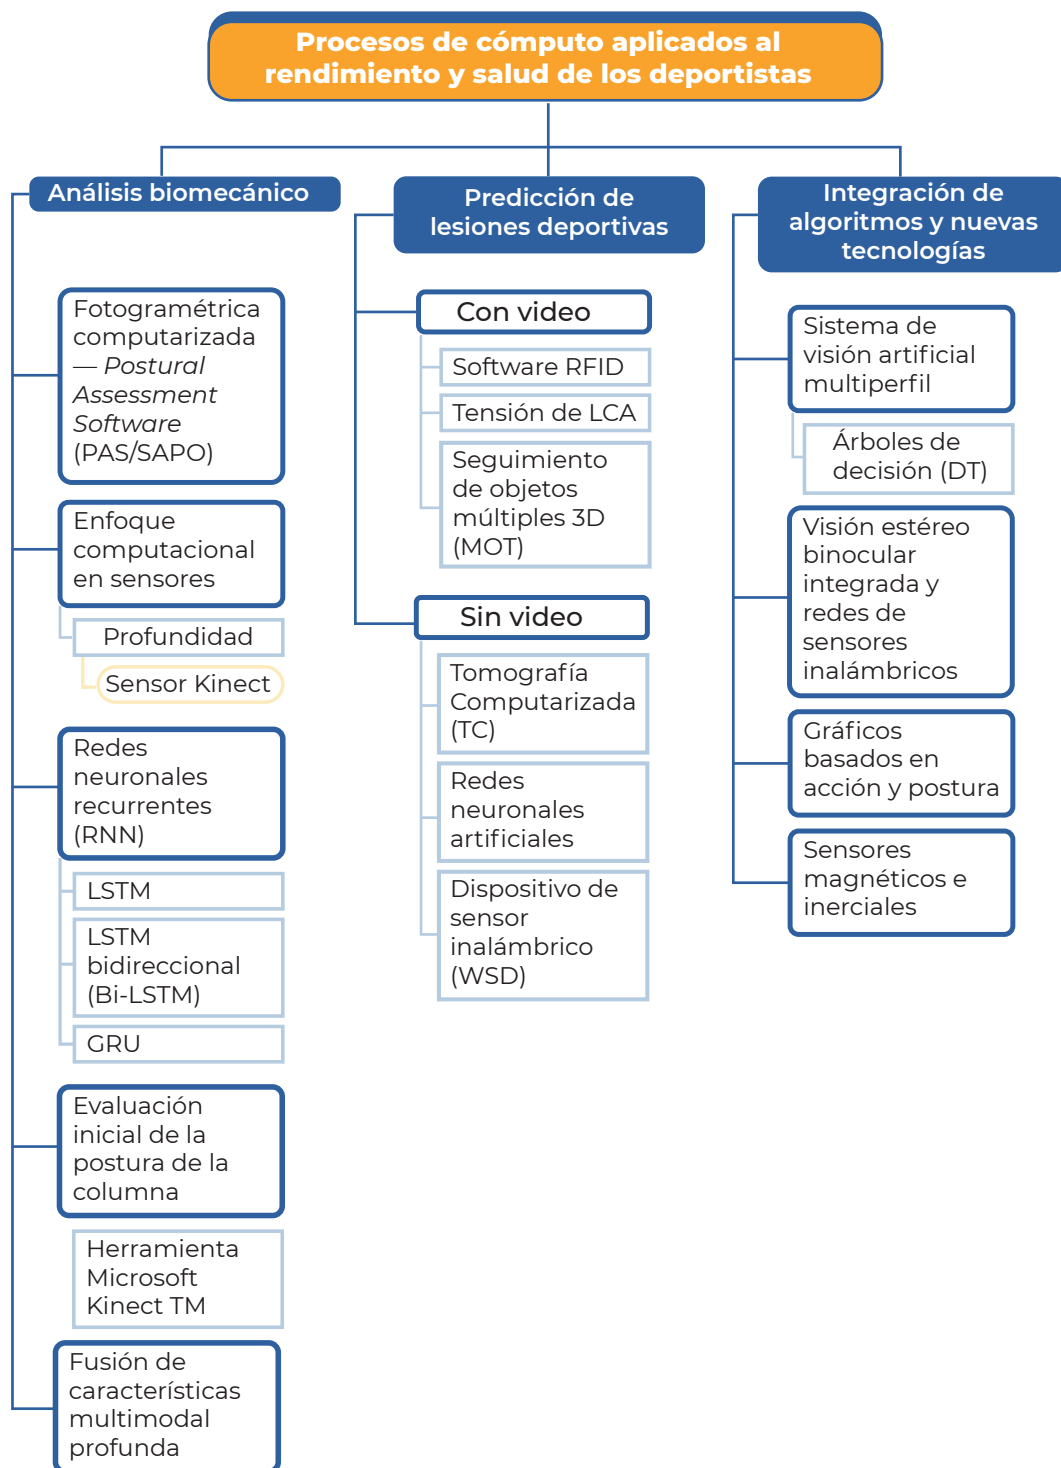 Procesos de cómputo aplicados al
rendimiento y salud de los deportistas
Análisis biomecánico
Fotogramétrica
computarizada
— Postural
Assessment
Software
(PAS/SAPO)
Enfoque
computacional
en sensores
Profundidad
Sensor Kinect
Redes
neuronales
recurrentes
(RNN)
LSTM
LSTM
bidireccional
(Bi-LSTM)
GRU
Evaluación
inicial de la
postura de la
columna
Herramienta
Microsoft
Kinect TM
Fusión de
características
multimodal
profunda
Predicción de
lesiones deportivas
Con video
Software RFID
Tensión de LCA
Seguimiento
de objetos
múltiples 3D
(MOT)
Sin video
Tomografía
Computarizada
(TC)
Redes
neuronales
artificiales
Dispositivo de
sensor
inalámbrico
(WSD)
Integración de
algoritmos y nuevas
tecnologías
Sistema de
visión artificial
multiperfil
Árboles de
decisión (DT)
Visión estéreo
binocular
integrada y
redes de
sensores
inalámbricos
Gráficos
basados en
acción y postura
Sensores
magnéticos e
inerciales